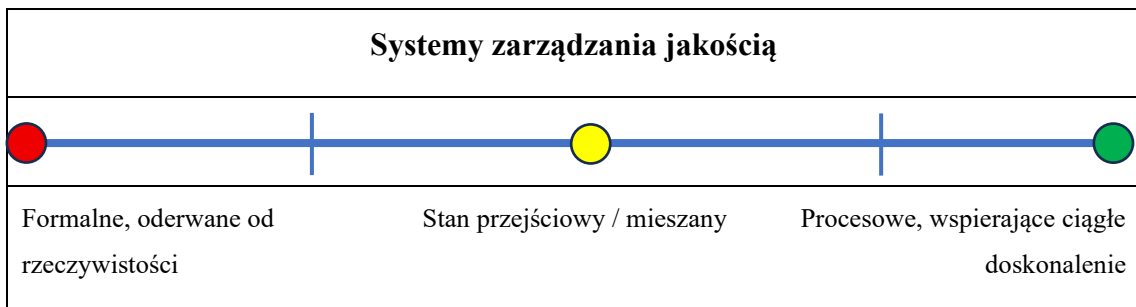 Systemy zarządzania jakością
Formalne, oderwane od
rzeczywistości
Stan przejściowy / mieszany
Procesowe, wspierające ciągłe
doskonalenie